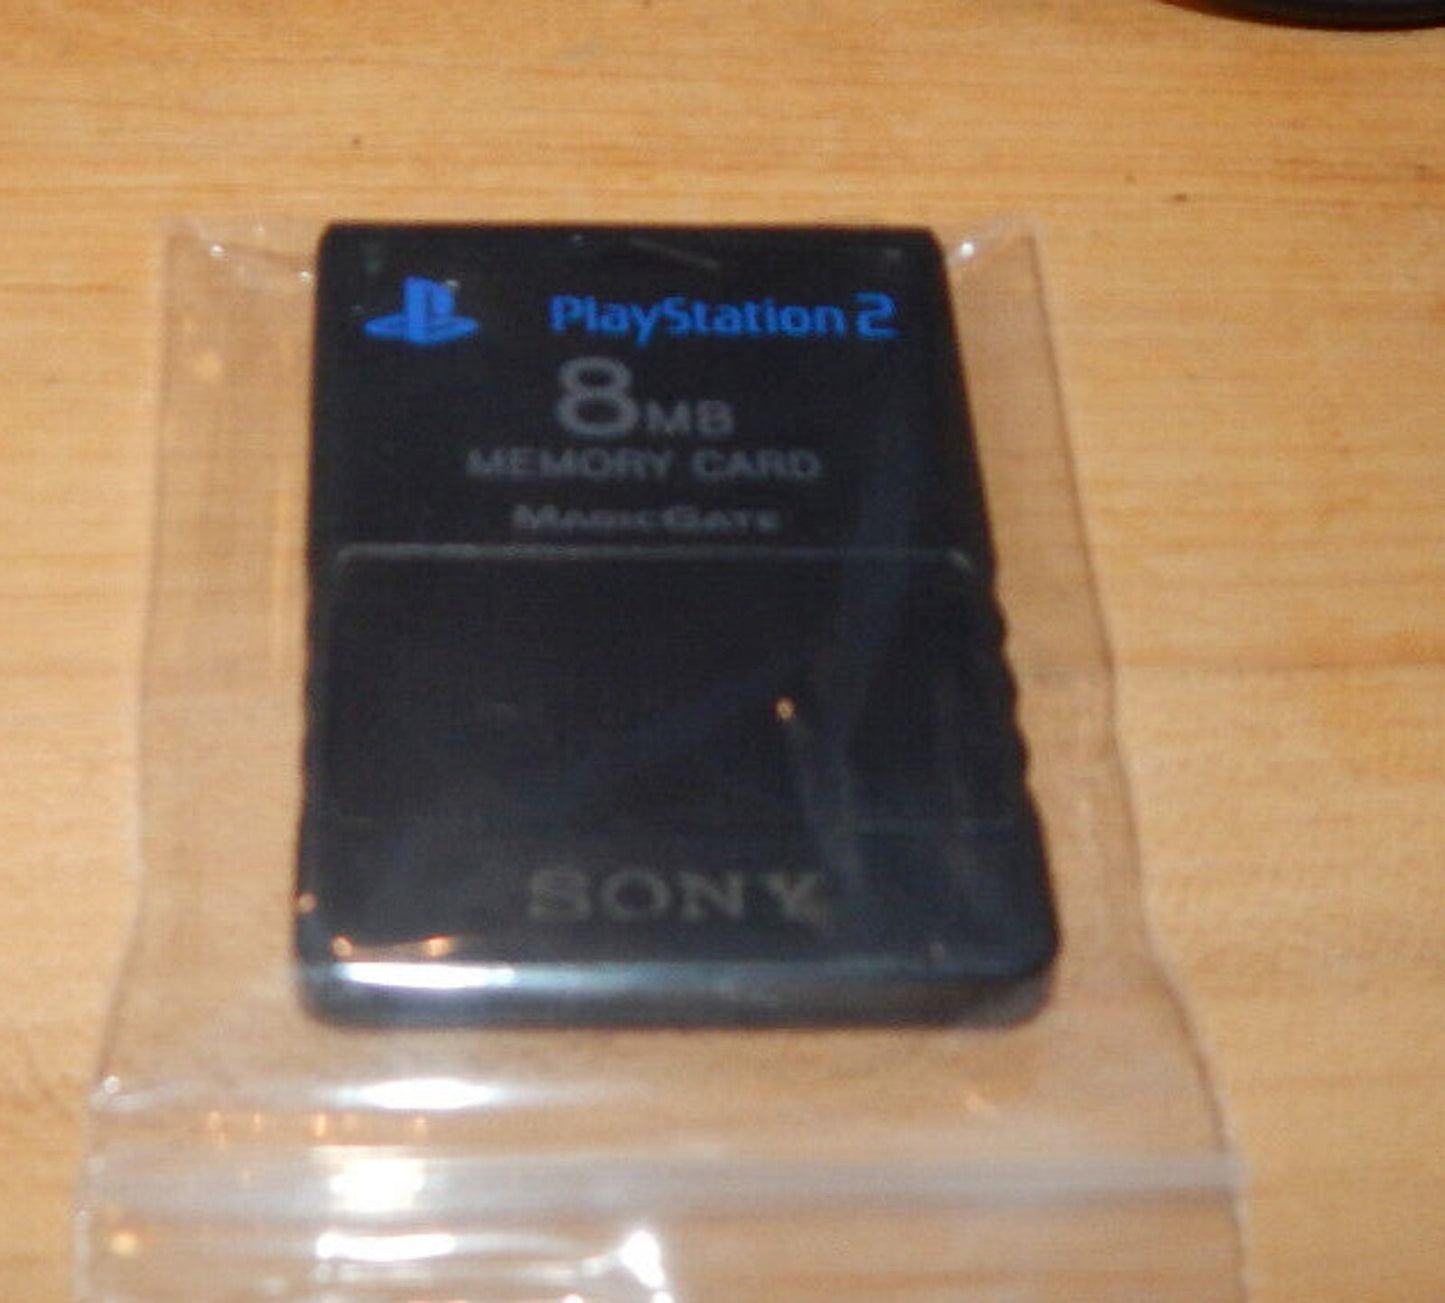 PlayStation 2
8MB
MEMORY CARD
MAGICGATE
SONY